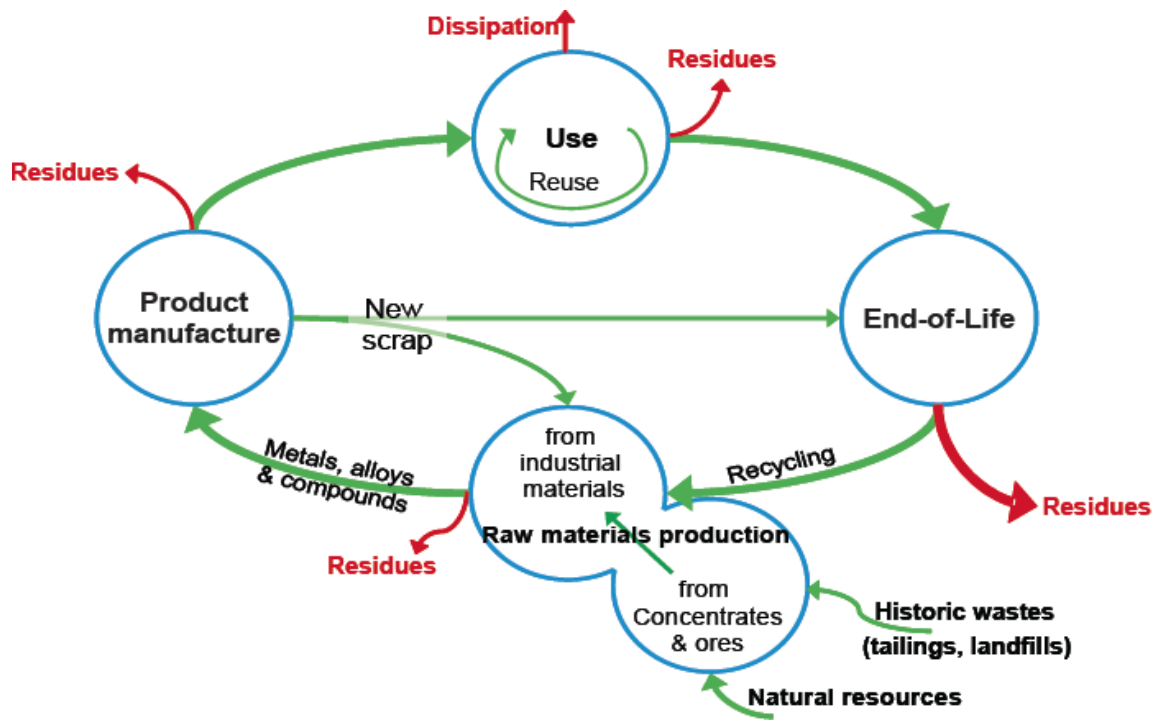 Dissipation
Residues
Use
Reuse
Residues
Product
manufacture
New
scrap
End-of-Life
from
industrial
materials
Recycling
Metals, alloys
& compounds
Residues
Raw materials production
Residues
from
Concentrates
& ores
Historic wastes
(tailings, landfills)
Natural resources